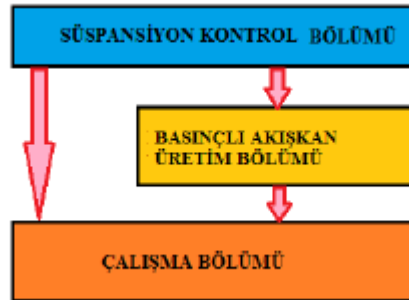 SÜSPANSİYON KONTROL BÖLÜMÜ
BASINÇLI AKIŞKAN
ÜRETİM BÖLÜMÜ
ÇALIŞMA BÖLÜMÜ